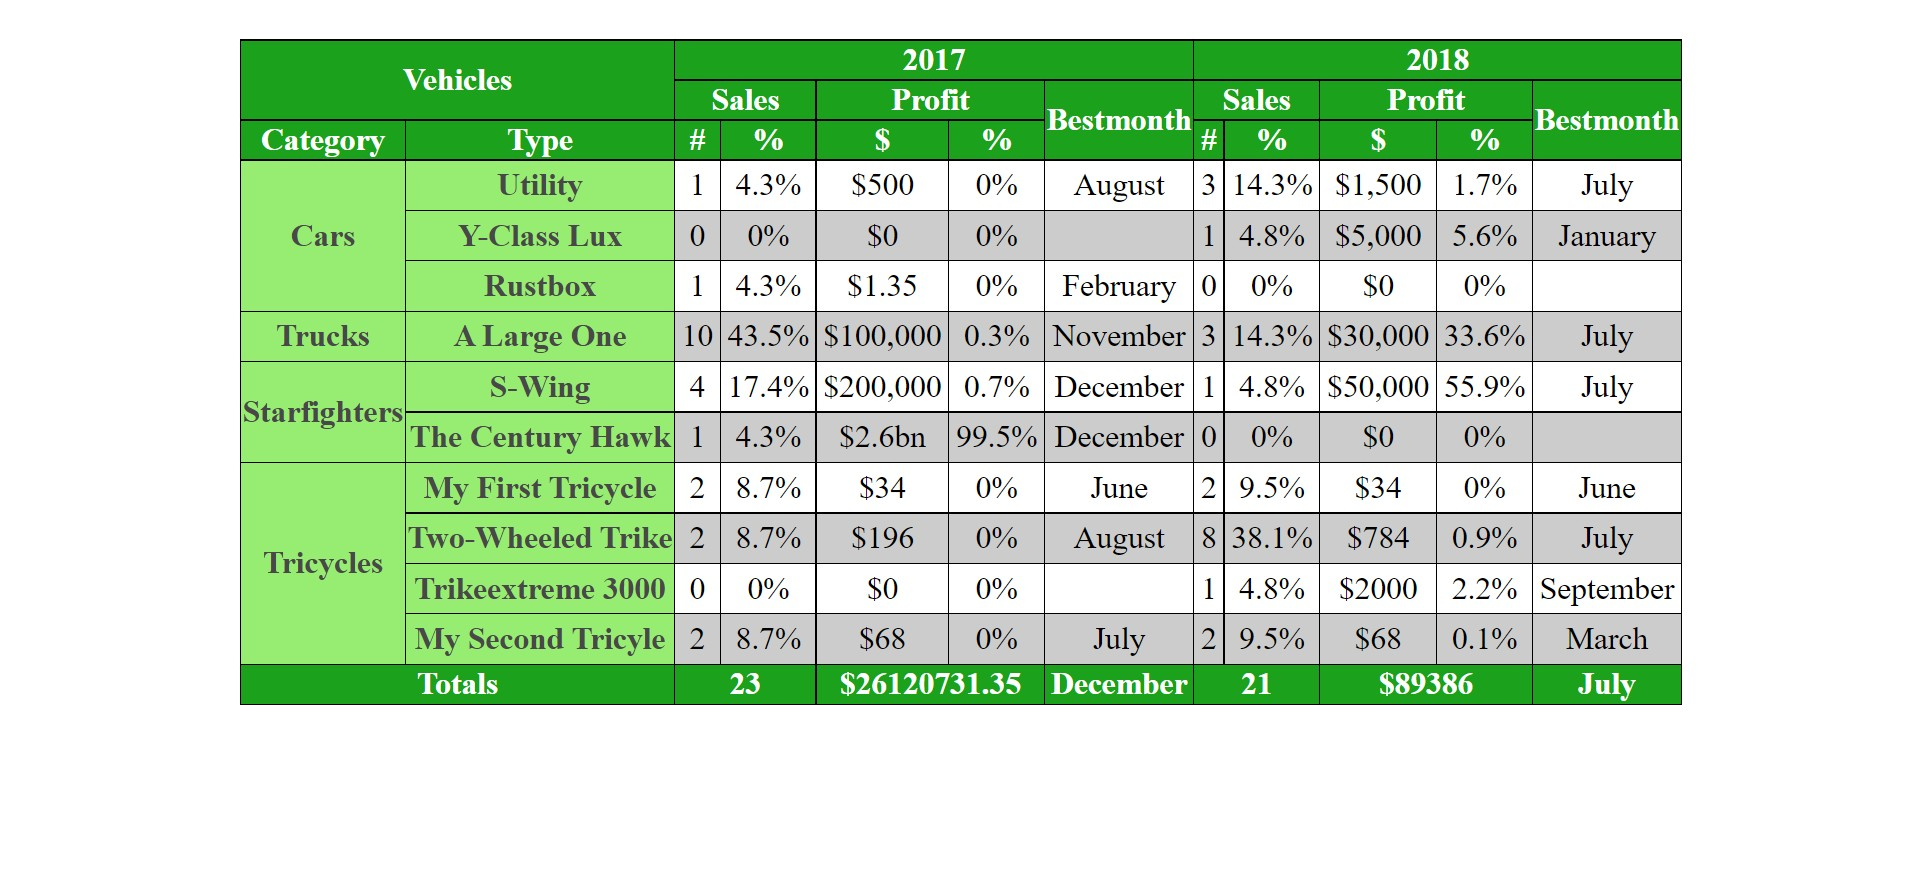 Vehicles 2017 2018
Sales Profit Bestmonth Sales Profit Bestmonth
Category Type # % $ % # % $ %
Cars Utility 1 4.3% $500 0% August 3 14.3% $1,500 1.7% July
Y-Class Lux 0 0% $0 0% 1 4.8% $5,000 5.6% January
Rustbox 1 4.3% $1.35 0% February 0 0% $0 0%
Trucks A Large One 10 43.5% $100,000 0.3% November 3 14.3% $30,000 33.6% July
Starfighters S-Wing 4 17.4% $200,000 0.7% December 1 4.8% $50,000 55.9% July
The Century Hawk 1 4.3% $2.6bn 99.5% December 0 0% $0 0%
Tricycles My First Tricycle 2 8.7% $34 0% June 2 9.5% $34 0% June
Two-Wheeled Trike 2 8.7% $196 0% August 8 38.1% $784 0.9% July
Trikeextreme 3000 0 0% $0 0% 1 4.8% $2000 2.2% September
My Second Tricyle 2 8.7% $68 0% July 2 9.5% $68 0.1% March
Totals 23 $26120731.35 December 21 $89386 July